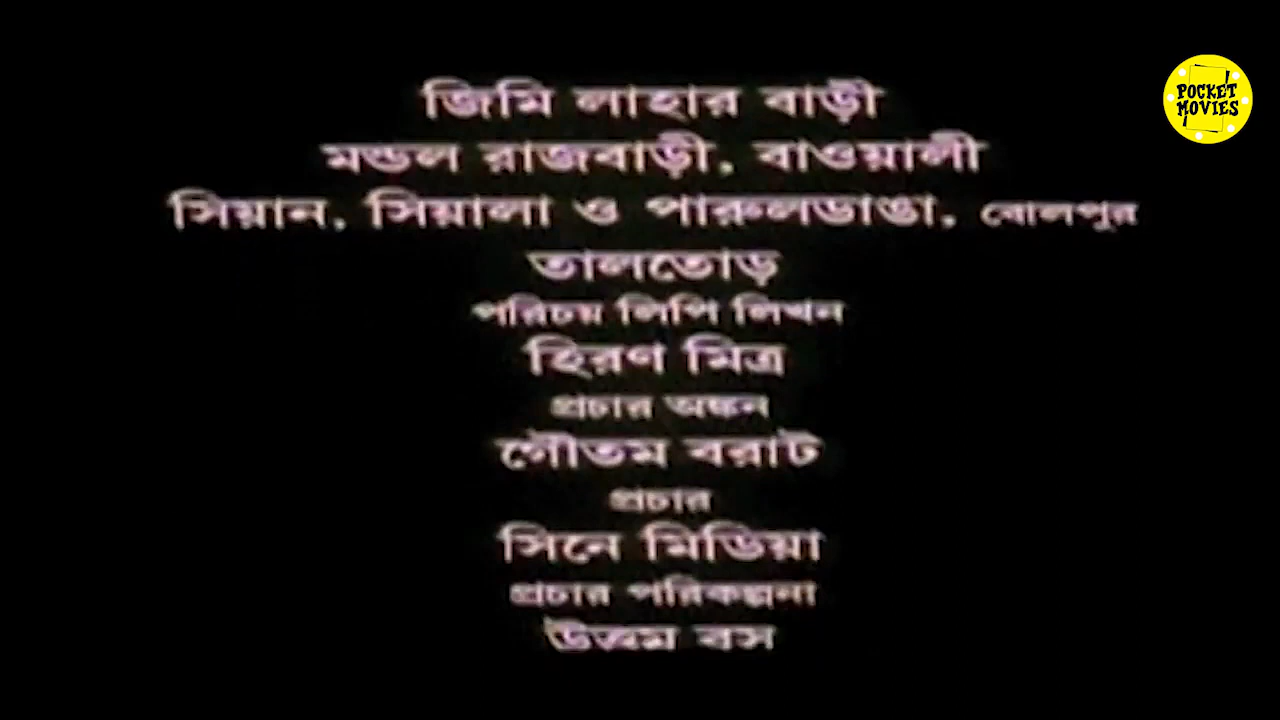 জিমি লাহার বাড়ী
মন্ডল রাজবাড়ী, বাওয়ালী
সিয়ান, সিয়ালা ও পারুলডাঙা, বোলপুর
তালতোড়
পরিচয় লিপি লিখন
হিরণ মিত্র
প্রচার অঙ্কন
গৌতম বরাট
প্রচার
সিনে মিডিয়া
প্রচার পরিকল্পনা
উত্তম বসু
POCKET
MOVIES